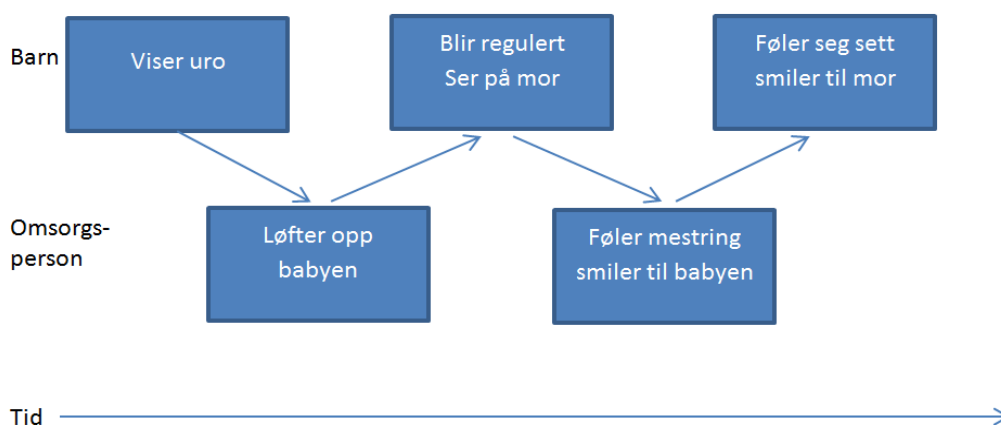 Barn
Viser uro
Blir regulert
Ser på mor
Føler seg sett
smiler til mor
Omsorgs-
person
Løfter opp
babyen
Føler mestring
smiler til babyen
Tid